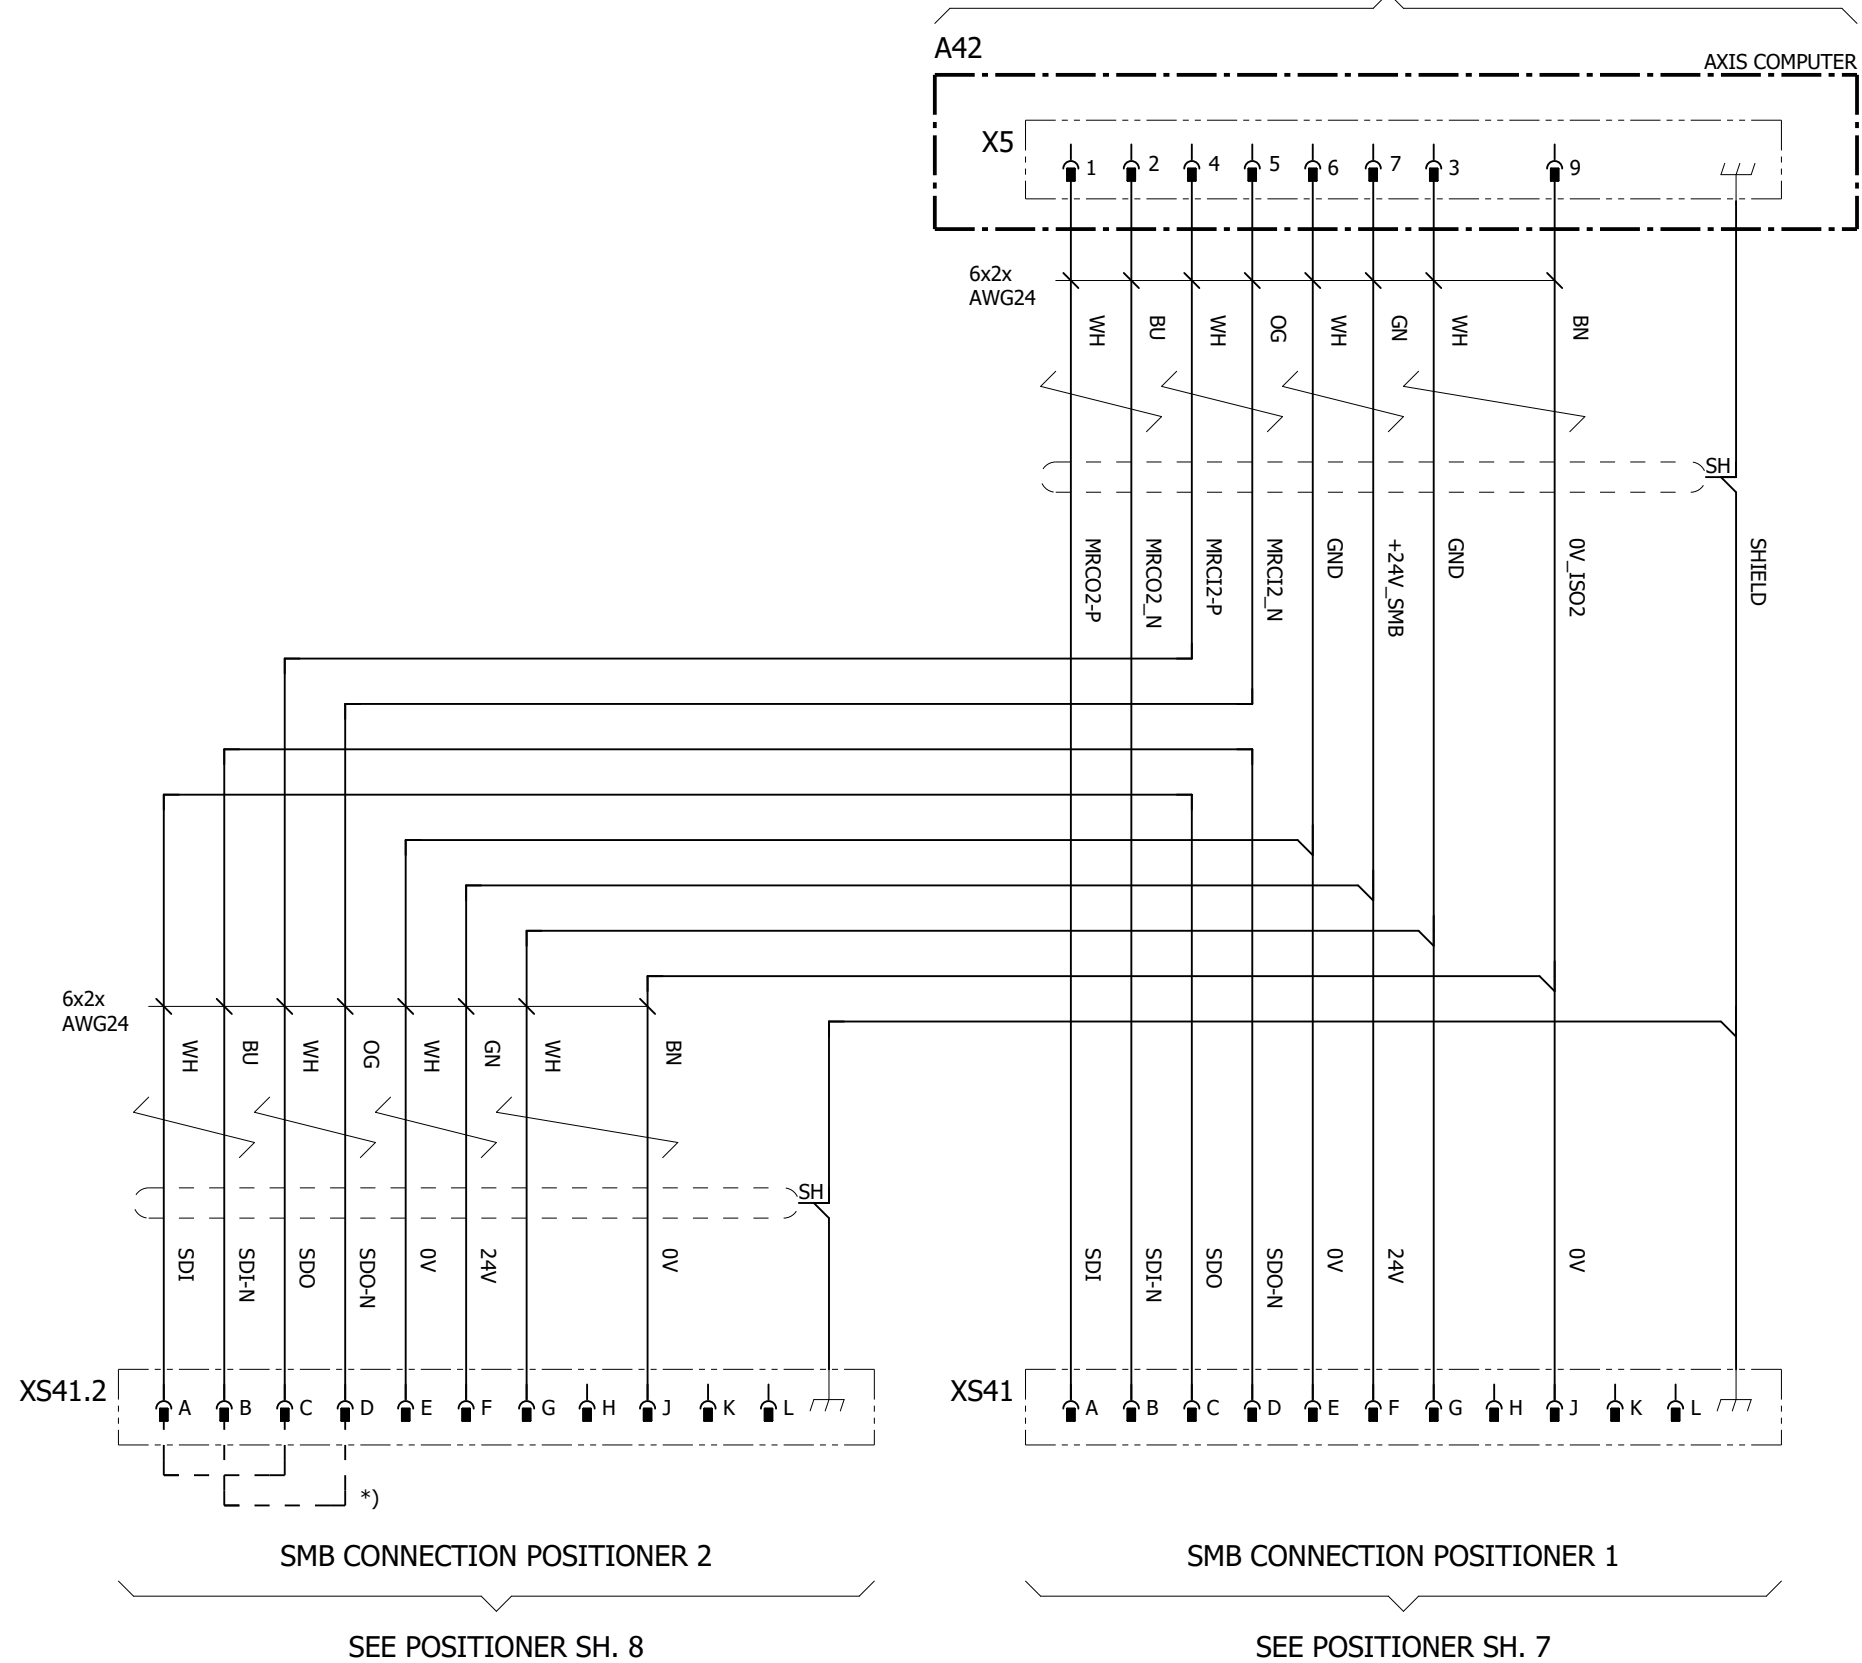 A42
AXIS COMPUTER
X5
1 2 4 5 6 7 3 9
6x2x
AWG24
WH BU WH OG WH GN WH BN
SH
MRCO2-P
MRCO2_N
MRCI2-P
MRCI2_N
GND
+24V_SMB
GND
0V_ISO2
SHIELD
6x2x
AWG24
WH BU WH OG WH GN WH BN
SH
SDI
SDI-N
SDO
SDO-N
0V
24V
0V
SDI
SDI-N
SDO
SDO-N
0V
24V
0V
XS41.2
A B C D E F G H J K L
XS41
A B C D E F G H J K L
*)
SMB CONNECTION POSITIONER 2
SMB CONNECTION POSITIONER 1
SEE POSITIONER SH. 8
SEE POSITIONER SH. 7